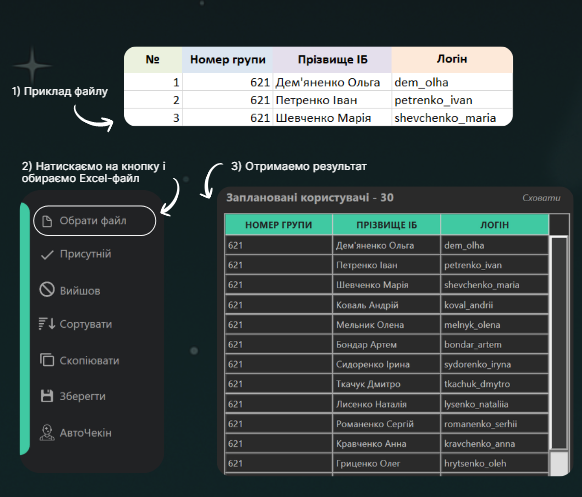 № Номер групи Прізвище ІБ Логін
1 621 Дем'яненко Ольга dem_olha
2 621 Петренко Іван petrenko_ivan
3 621 Шевченко Марія shevchenko_maria
1) Приклад файлу
2) Натискаємо на кнопку і
обираємо Excel-файл
Обрати файл
Присутній
Вийшов
Сортувати
Скопіювати
Зберегти
АвтоЧекін
3) Отримаемо результат
Заплановані користувачі - 30 Сховати
НОМЕР ГРУПИ ПРІЗВИЩЕ ІБ ЛОГІН
621 Дем'яненко Ольга dem_olha
621 Петренко Іван petrenko_ivan
621 Шевченко Марія shevchenko_maria
621 Коваль Андрій koval_andrii
621 Мельник Олена melnyk_olena
621 Бондар Артем bondar_artem
621 Сидоренко Ірина sydorenko_iryna
621 Ткачук Дмитро tkachuk_dmytro
621 Лисенко Наталія lysenko_nataliia
621 Романенко Сергій romanenko_serhii
621 Кравченко Анна kravchenko_anna
621 Гриценко Олег hrytsenko_oleh